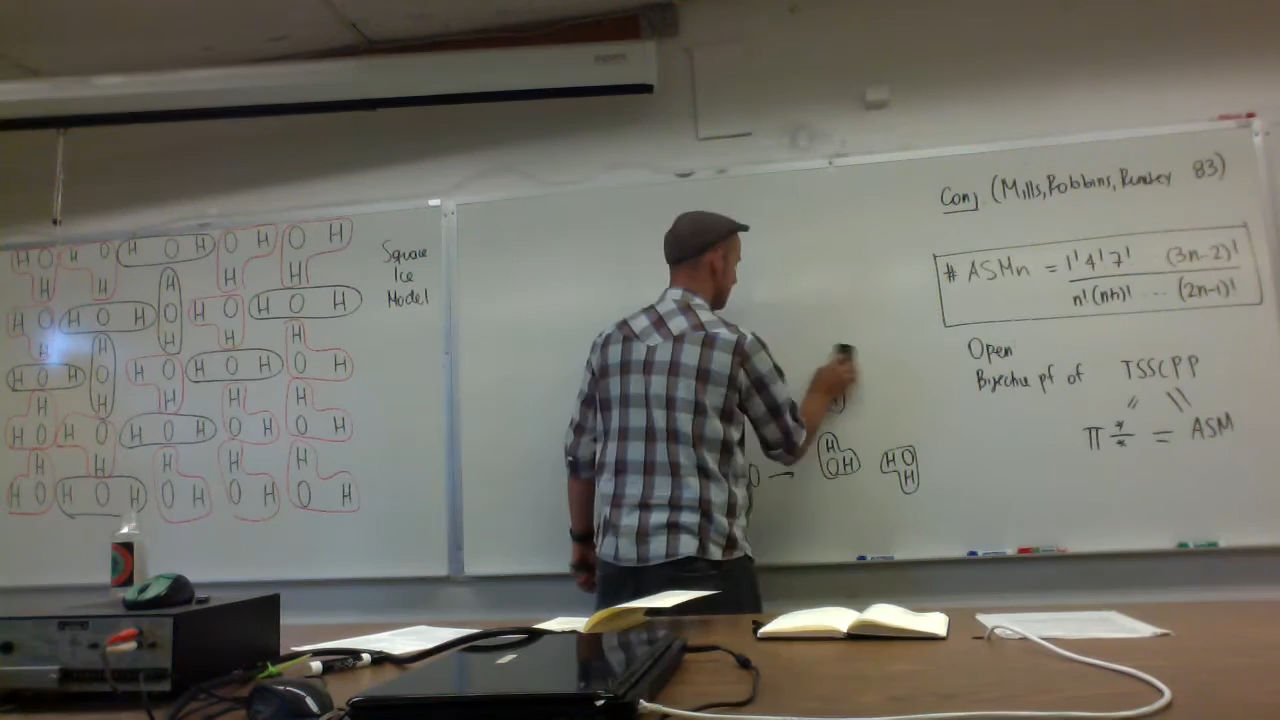 H O H O H O H O H O H
H H H H H
H O H O H O H O H O H
H H H H H
H O H O H O H O H O H
H H H H H
H O H O H O H O H O H
H H H H H
H O H O H O H O H O H
Square
Ice
Model
O –
H
O H
H O
H
Conj (Mills, Robbins, Rumsey 83)
# ASMn = 1! 4! 7! (3n-2)!
n! (n+1)! ... (2n-1)!
Open
Bijective pf of TSSCPP
= =
∏ * / * = ASM